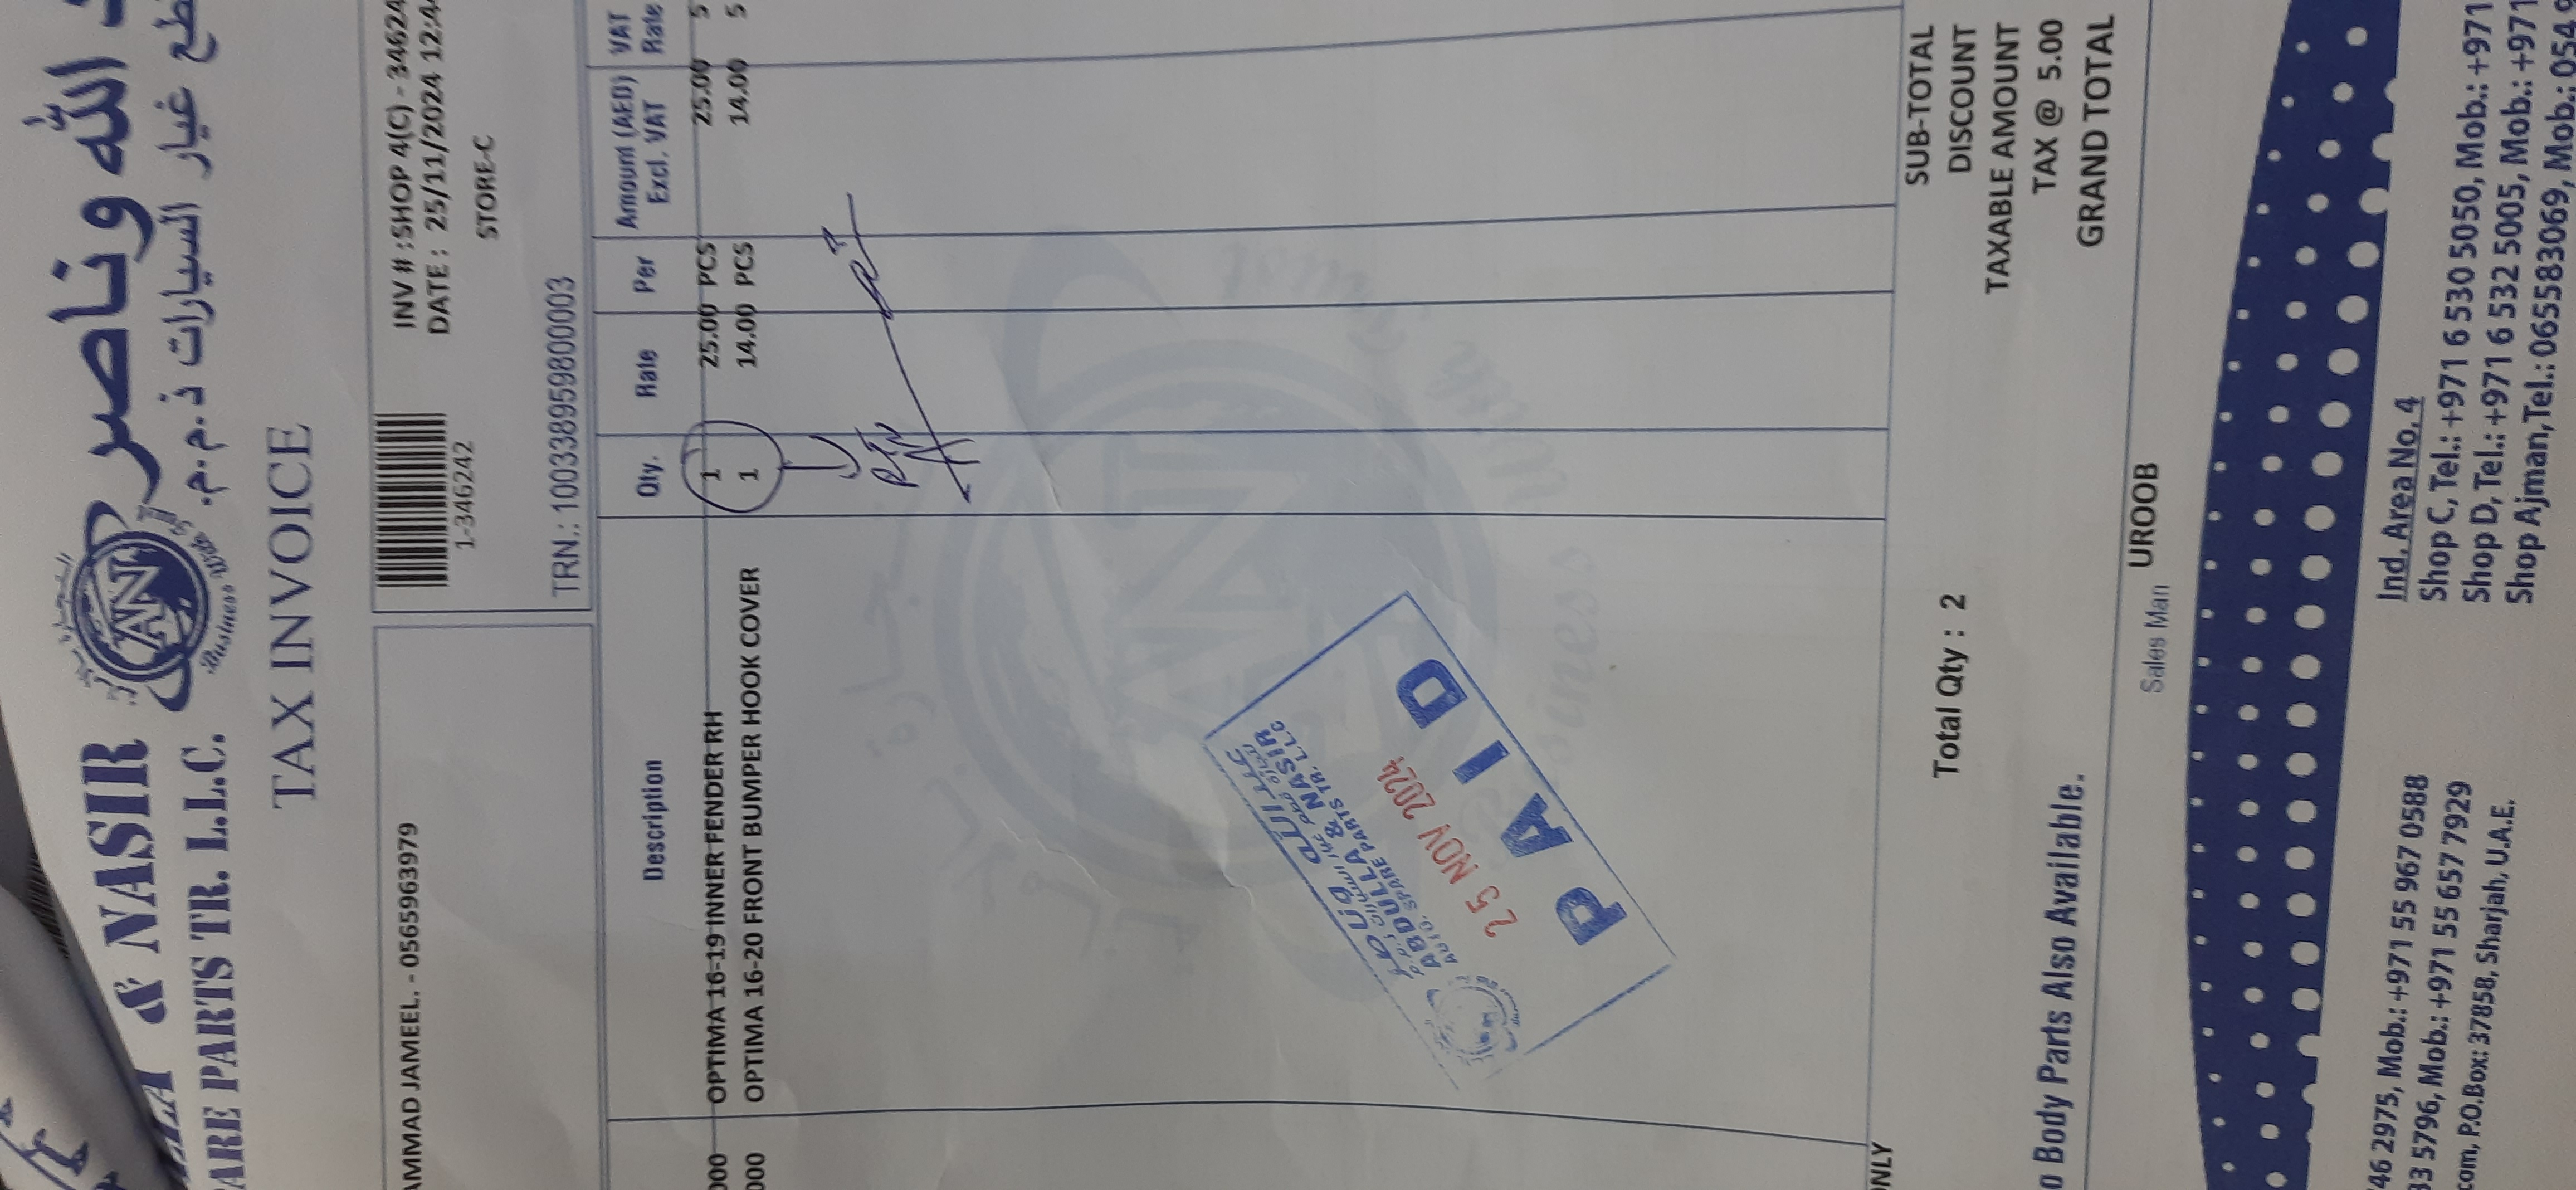 & NASIR
الله وناصر
ARE PARTS TR. L.L.C.
قطع غيار السيارات ذ.م.م.
AN
Business With
TAX INVOICE
AMMAD JAMEEL. - 0565963979
1-346242
INV # : SHOP 4(C) - 34624
DATE : 25/11/2024 12:4
STORE-C
TRN.: 100338959800003
Description Qty. Rate Per Amount (AED) Excl. VAT VAT Rate
000 OPTIMA 16-19 INNER FENDER RH 1 25.00 PCS 25.00 5
000 OPTIMA 16-20 FRONT BUMPER HOOK COVER 1 14.00 PCS 14.00 5
ABDULLA & NASIR
AUTO. SPARE PARTS TR. L.L.C
25 NOV 2024
PAID
NLY
Total Qty : 2
SUB-TOTAL
DISCOUNT
TAXABLE AMOUNT
TAX @ 5.00
GRAND TOTAL
Body Parts Also Available.
Sales Man UROOB
Ind. Area No. 4
46 2975, Mob.: +971 55 967 0588
Shop C, Tel.: +971 6 530 5050, Mob.: +971
33 5796, Mob.: +971 55 657 7929
Shop D, Tel.: +971 6 532 5005, Mob.: +971
com, P.O.Box: 37858, Sharjah, U.A.E.
Shop Ajman, Tel.: 065583069, Mob.: 054 9